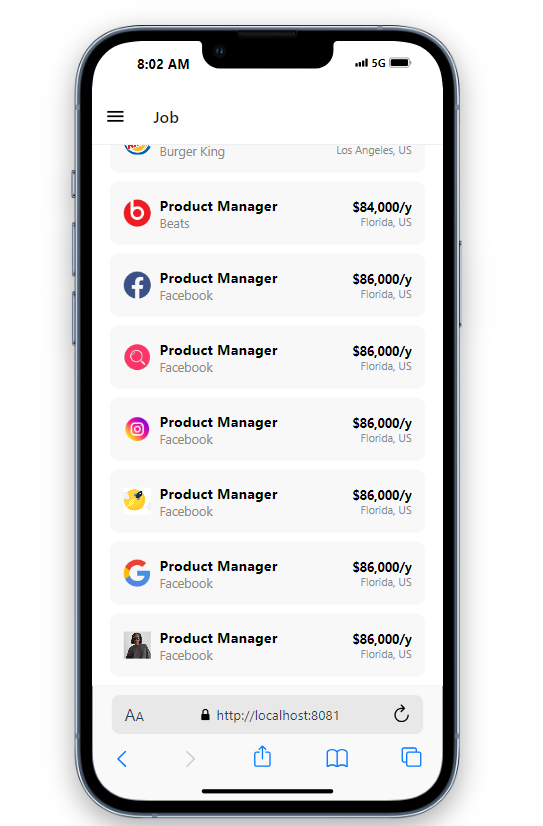 8:02 AM
5G
Job
Burger King
Los Angeles, US
Product Manager
$84,000/y
Beats
Florida, US
Product Manager
$86,000/y
Facebook
Florida, US
Product Manager
$86,000/y
Facebook
Florida, US
Product Manager
$86,000/y
Facebook
Florida, US
Product Manager
$86,000/y
Facebook
Florida, US
Product Manager
$86,000/y
Facebook
Florida, US
Product Manager
$86,000/y
Facebook
Florida, US
AA
http://localhost:8081